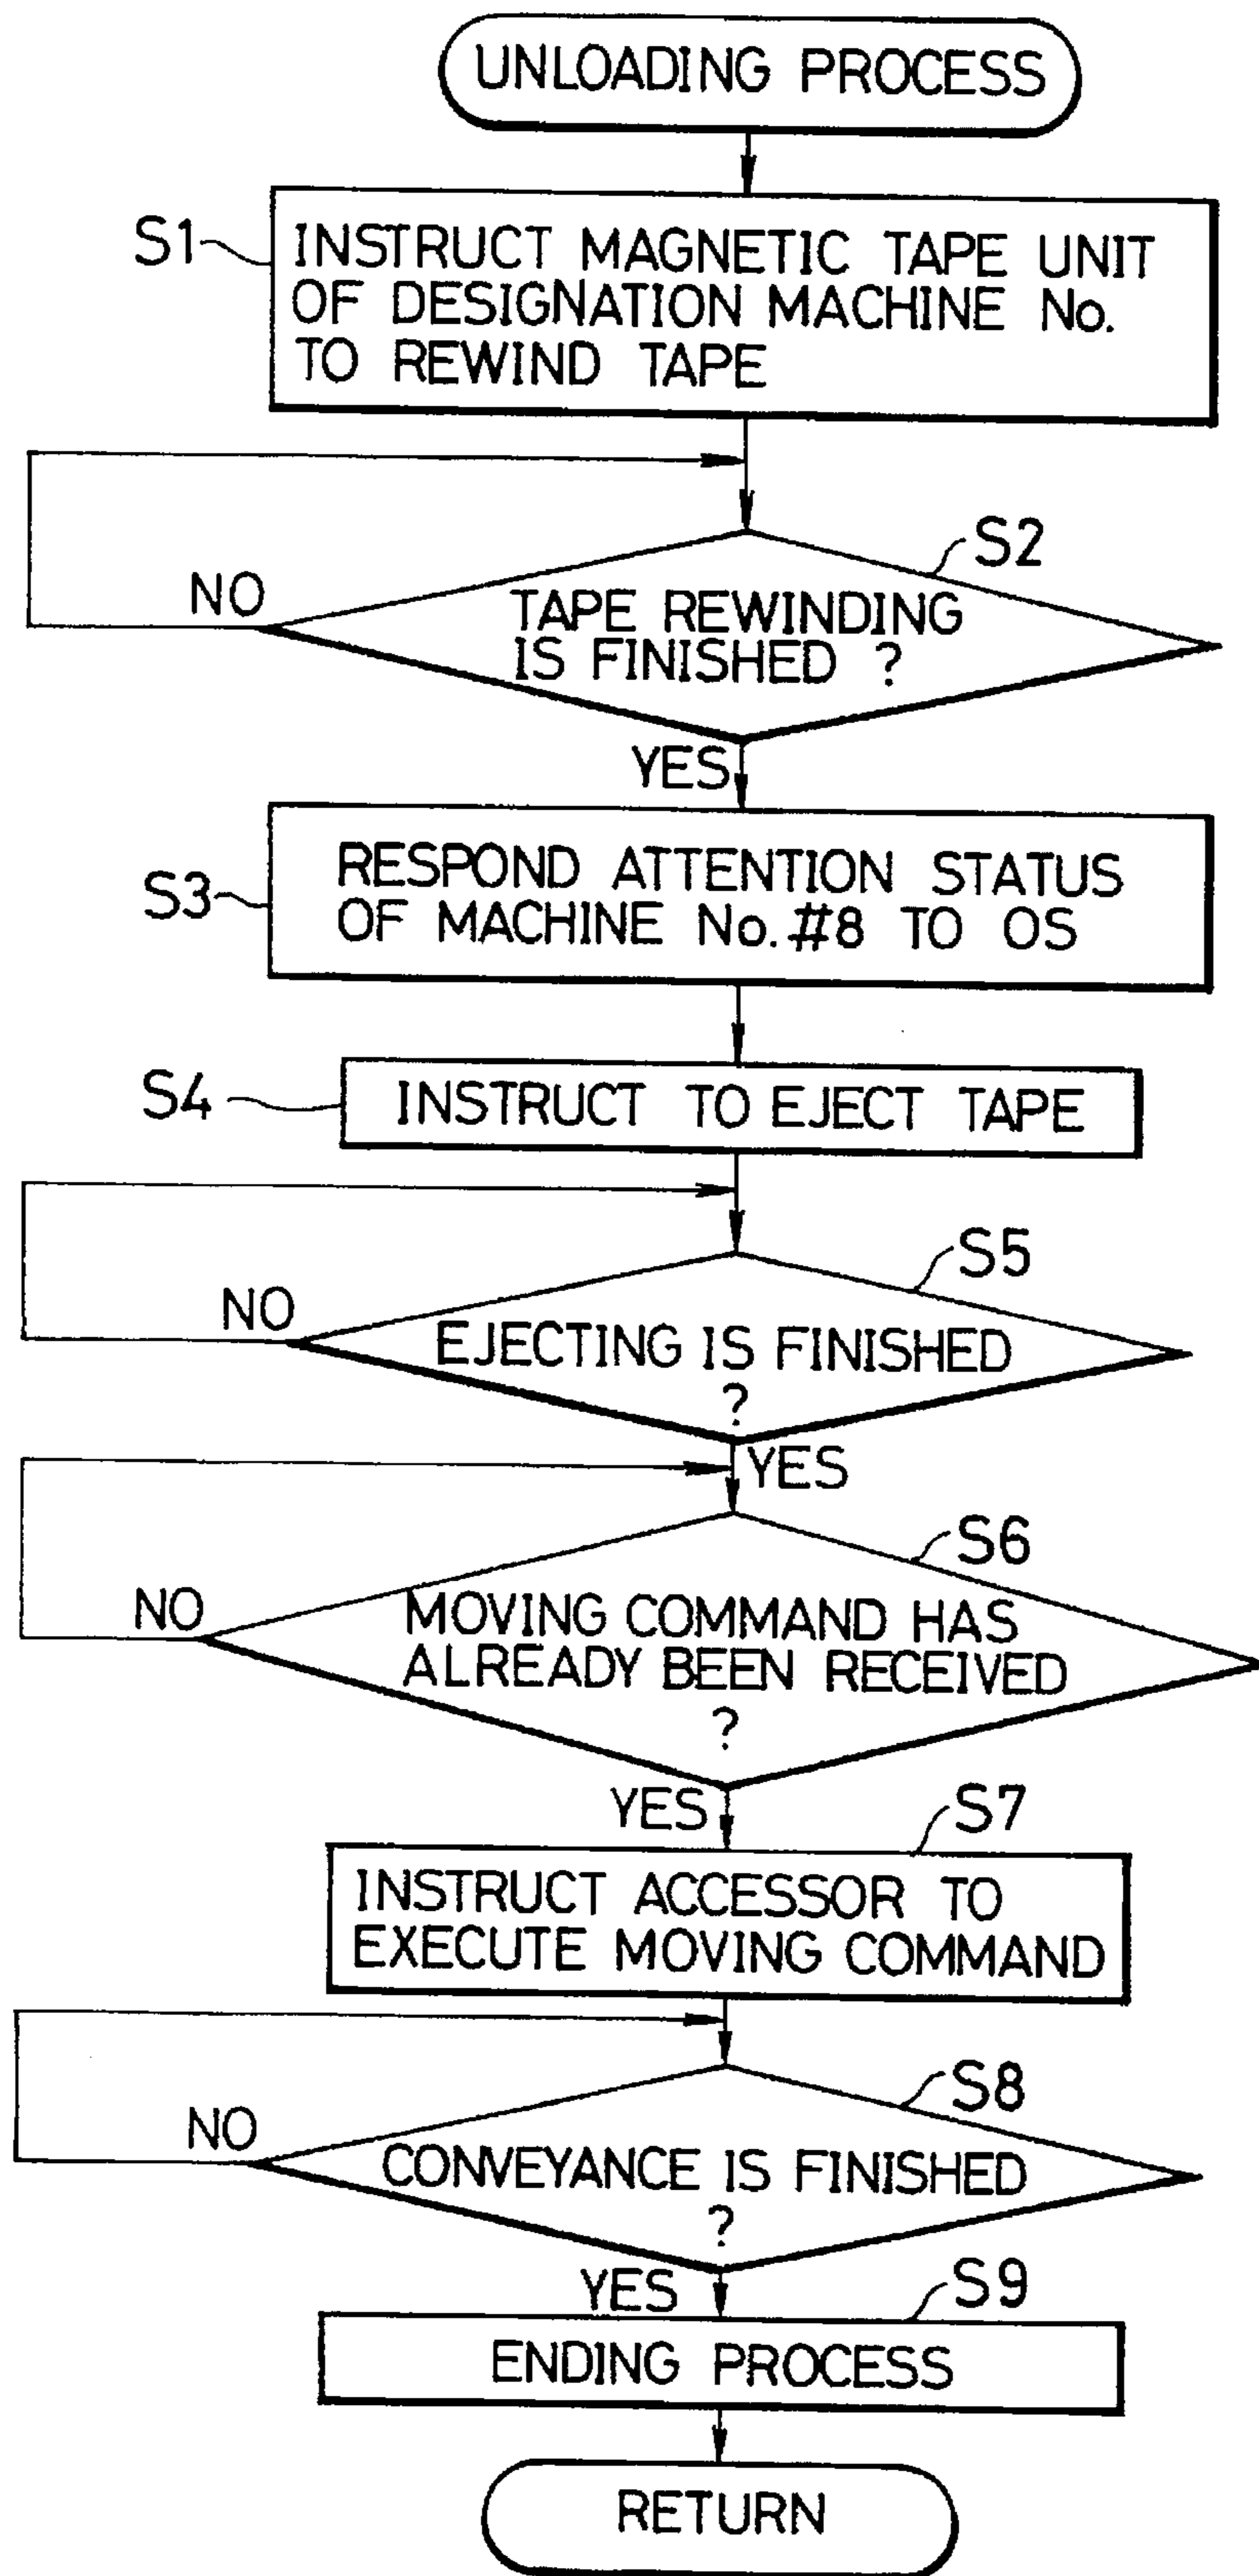 UNLOADING PROCESS
S1
INSTRUCT MAGNETIC TAPE UNIT
OF DESIGNATION MACHINE No.
TO REWIND TAPE
S2
NO
TAPE REWINDING
IS FINISHED ?
YES
S3
RESPOND ATTENTION STATUS
OF MACHINE No. #8 TO OS
S4
INSTRUCT TO EJECT TAPE
S5
NO
EJECTING IS FINISHED
?
YES
S6
NO
MOVING COMMAND HAS
ALREADY BEEN RECEIVED
?
YES
S7
INSTRUCT ACCESSOR TO
EXECUTE MOVING COMMAND
S8
NO
CONVEYANCE IS FINISHED
?
YES
S9
ENDING PROCESS
RETURN